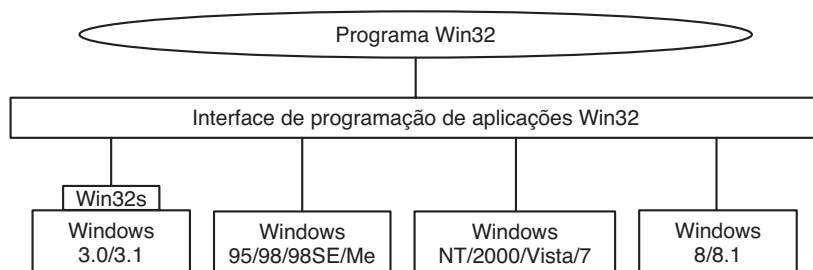 Programa Win32
Interface de programação de aplicações Win32
Win32s
Windows
3.0/3.1
Windows
95/98/98SE/Me
Windows
NT/2000/Vista/7
Windows
8/8.1